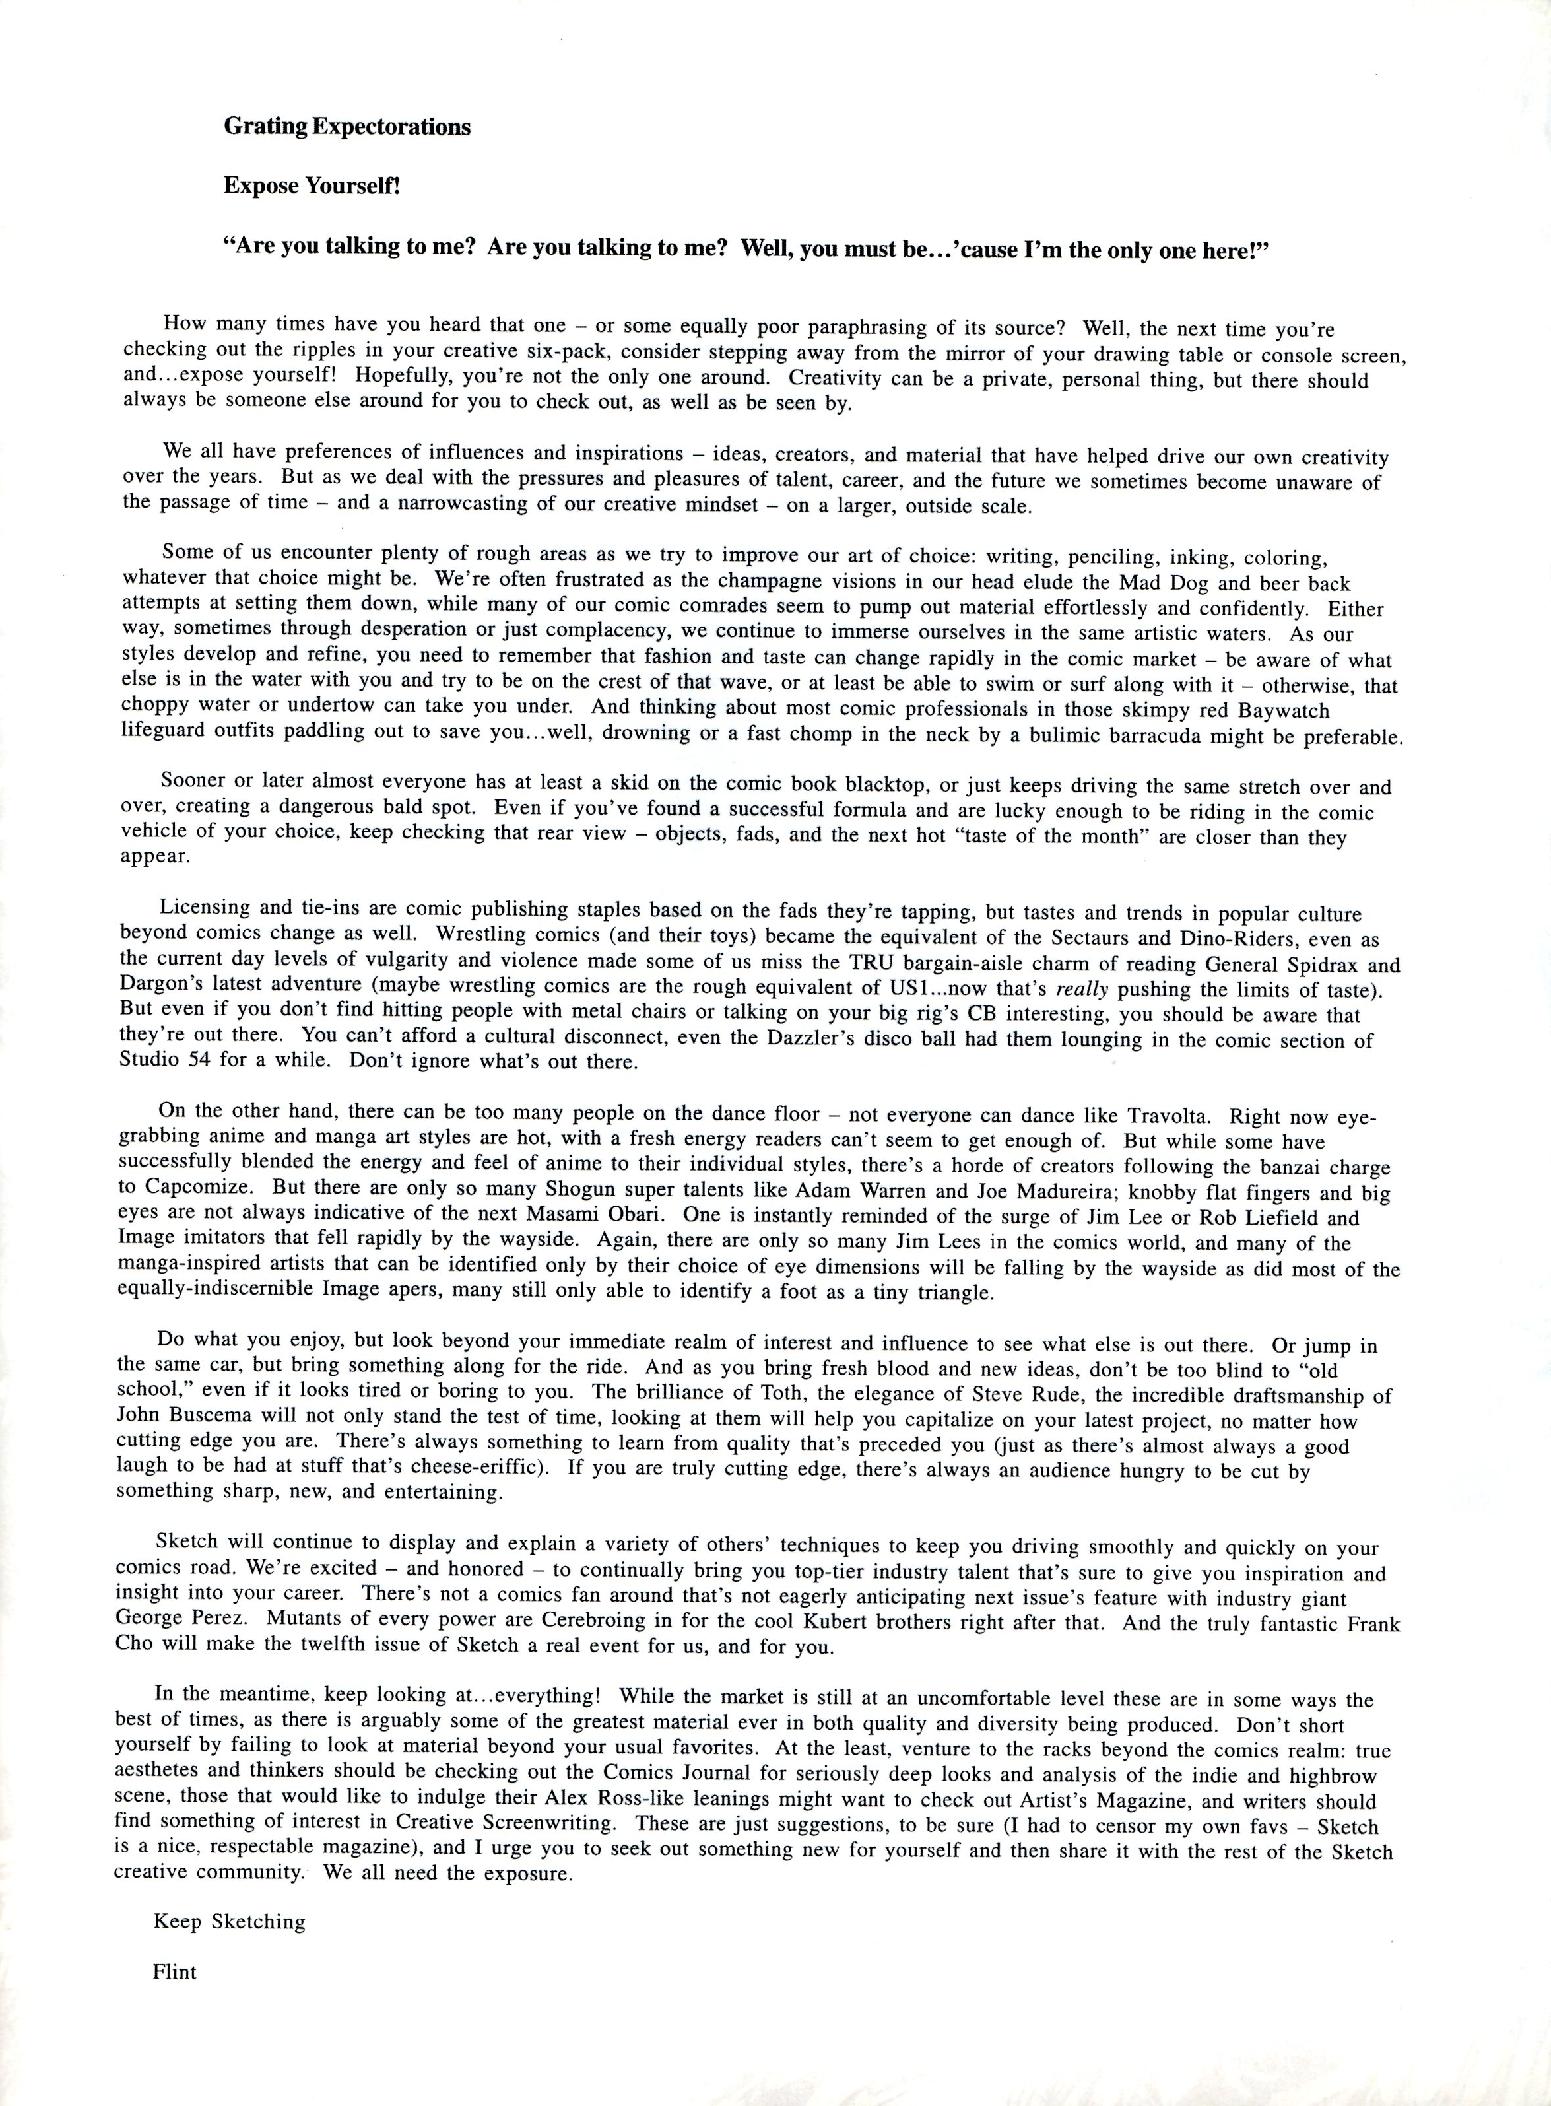 Grating Expectorations
Expose Yourself!
“Are you talking to me?  Are you talking to me?  Well, you must be…’cause I’m the only one here!”
How many times have you heard that one – or some equally poor paraphrasing of its source?  Well, the next time you’re
checking out the ripples in your creative six-pack, consider stepping away from the mirror of your drawing table or console screen,
and…expose yourself!  Hopefully, you’re not the only one around.  Creativity can be a private, personal thing, but there should
always be someone else around for you to check out, as well as be seen by.
We all have preferences of influences and inspirations – ideas, creators, and material that have helped drive our own creativity
over the years.  But as we deal with the pressures and pleasures of talent, career, and the future we sometimes become unaware of
the passage of time – and a narrowcasting of our creative mindset – on a larger, outside scale.
Some of us encounter plenty of rough areas as we try to improve our art of choice: writing, penciling, inking, coloring,
whatever that choice might be.  We’re often frustrated as the champagne visions in our head elude the Mad Dog and beer back
attempts at setting them down, while many of our comic comrades seem to pump out material effortlessly and confidently.  Either
way, sometimes through desperation or just complacency, we continue to immerse ourselves in the same artistic waters.  As our
styles develop and refine, you need to remember that fashion and taste can change rapidly in the comic market – be aware of what
else is in the water with you and try to be on the crest of that wave, or at least be able to swim or surf along with it – otherwise, that
choppy water or undertow can take you under.  And thinking about most comic professionals in those skimpy red Baywatch
lifeguard outfits paddling out to save you…well, drowning or a fast chomp in the neck by a bulimic barracuda might be preferable.
Sooner or later almost everyone has at least a skid on the comic book blacktop, or just keeps driving the same stretch over and
over, creating a dangerous bald spot.  Even if you’ve found a successful formula and are lucky enough to be riding in the comic
vehicle of your choice, keep checking that rear view – objects, fads, and the next hot “taste of the month” are closer than they
appear.
Licensing and tie-ins are comic publishing staples based on the fads they’re tapping, but tastes and trends in popular culture
beyond comics change as well.  Wrestling comics (and their toys) became the equivalent of the Sectaurs and Dino-Riders, even as
the current day levels of vulgarity and violence made some of us miss the TRU bargain-aisle charm of reading General Spidrax and
Dargon’s latest adventure (maybe wrestling comics are the rough equivalent of US1…now that’s really pushing the limits of taste).
But even if you don’t find hitting people with metal chairs or talking on your big rig’s CB interesting, you should be aware that
they’re out there.  You can’t afford a cultural disconnect, even the Dazzler’s disco ball had them lounging in the comic section of
Studio 54 for a while.  Don’t ignore what’s out there.
On the other hand, there can be too many people on the dance floor – not everyone can dance like Travolta.  Right now eye-
grabbing anime and manga art styles are hot, with a fresh energy readers can’t seem to get enough of.  But while some have
successfully blended the energy and feel of anime to their individual styles, there’s a horde of creators following the banzai charge
to Capcomize.  But there are only so many Shogun super talents like Adam Warren and Joe Madureira; knobby flat fingers and big
eyes are not always indicative of the next Masami Obari.  One is instantly reminded of the surge of Jim Lee or Rob Liefield and
Image imitators that fell rapidly by the wayside.  Again, there are only so many Jim Lees in the comics world, and many of the
manga-inspired artists that can be identified only by their choice of eye dimensions will be falling by the wayside as did most of the
equally-indiscernible Image apers, many still only able to identify a foot as a tiny triangle.
Do what you enjoy, but look beyond your immediate realm of interest and influence to see what else is out there.  Or jump in
the same car, but bring something along for the ride.  And as you bring fresh blood and new ideas, don’t be too blind to “old
school,” even if it looks tired or boring to you.  The brilliance of Toth, the elegance of Steve Rude, the incredible draftsmanship of
John Buscema will not only stand the test of time, looking at them will help you capitalize on your latest project, no matter how
cutting edge you are.  There’s always something to learn from quality that’s preceded you (just as there’s almost always a good
laugh to be had at stuff that’s cheese-eriffic).  If you are truly cutting edge, there’s always an audience hungry to be cut by
something sharp, new, and entertaining.
Sketch will continue to display and explain a variety of others’ techniques to keep you driving smoothly and quickly on your
comics road. We’re excited – and honored – to continually bring you top-tier industry talent that’s sure to give you inspiration and
insight into your career.  There’s not a comics fan around that’s not eagerly anticipating next issue’s feature with industry giant
George Perez.  Mutants of every power are Cerebroing in for the cool Kubert brothers right after that.  And the truly fantastic Frank
Cho will make the twelfth issue of Sketch a real event for us, and for you.
In the meantime, keep looking at…everything!  While the market is still at an uncomfortable level these are in some ways the
best of times, as there is arguably some of the greatest material ever in both quality and diversity being produced.  Don’t short
yourself by failing to look at material beyond your usual favorites.  At the least, venture to the racks beyond the comics realm: true
aesthetes and thinkers should be checking out the Comics Journal for seriously deep looks and analysis of the indie and highbrow
scene, those that would like to indulge their Alex Ross-like leanings might want to check out Artist’s Magazine, and writers should
find something of interest in Creative Screenwriting.  These are just suggestions, to be sure (I had to censor my own favs – Sketch
is a nice, respectable magazine), and I urge you to seek out something new for yourself and then share it with the rest of the Sketch
creative community.  We all need the exposure.
Keep Sketching
Flint